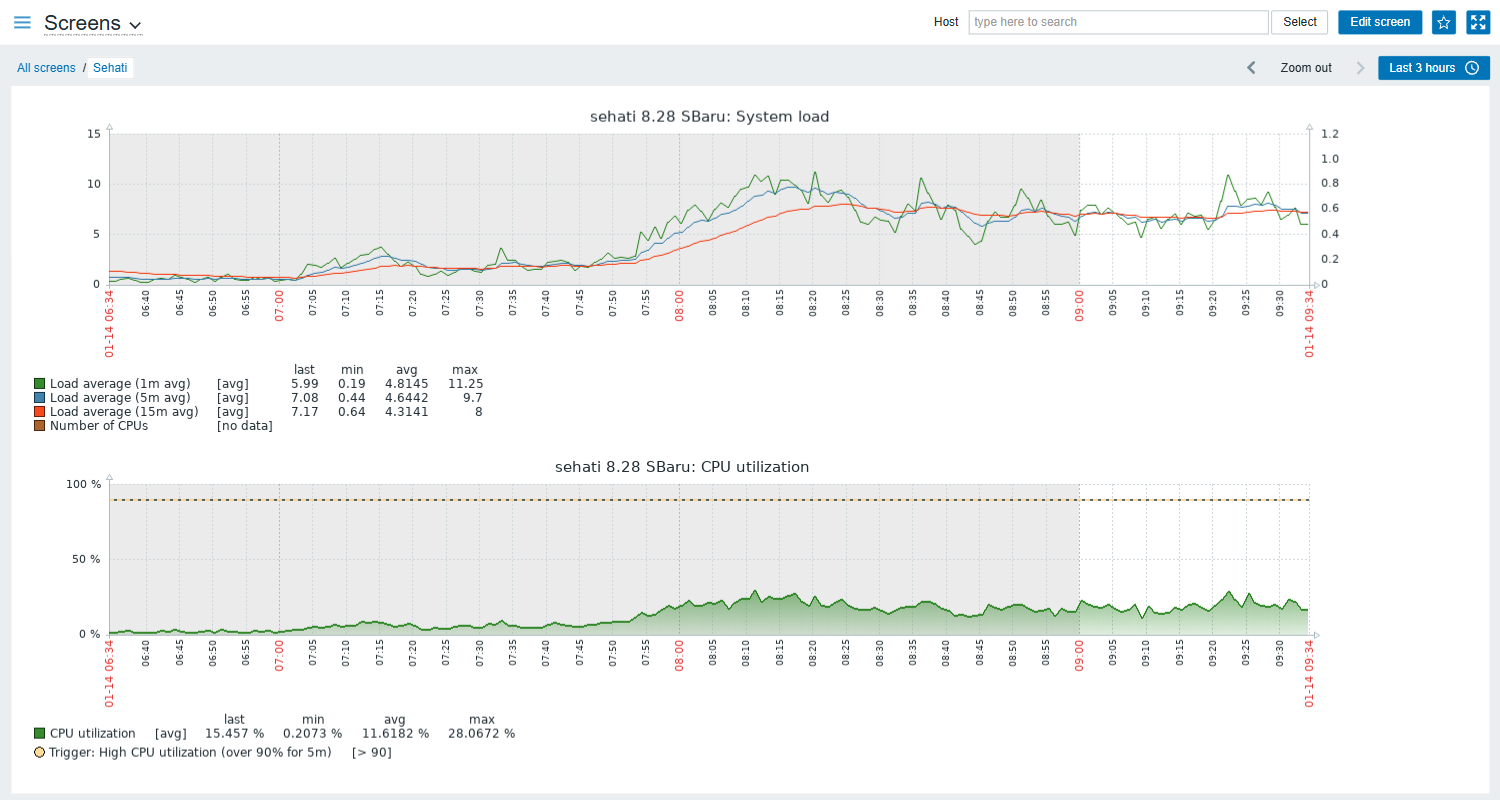 Screens
Host type here to search Select Edit screen
All screens / Sehati
Zoom out Last 3 hours
sehati 8.28 SBaru: System load
15 10 5 0
1.2 1.0 0.8 0.6 0.4 0.2 0
01-14 06:34 06:40 06:45 06:50 06:55 07:00 07:05 07:10 07:15 07:20 07:25 07:30 07:35 07:40 07:45 07:50 07:55 08:00 08:05 08:10 08:15 08:20 08:25 08:30 08:35 08:40 08:45 08:50 08:55 09:00 09:05 09:10 09:15 09:20 09:25 09:30 01-14 09:34
last min avg max
Load average (1m avg) [avg] 5.99 0.19 4.8145 11.25
Load average (5m avg) [avg] 7.08 0.44 4.6442 9.7
Load average (15m avg) [avg] 7.17 0.64 4.3141 8
Number of CPUs [no data]
sehati 8.28 SBaru: CPU utilization
100 %
50 %
0 %
01-14 06:34 06:40 06:45 06:50 06:55 07:00 07:05 07:10 07:15 07:20 07:25 07:30 07:35 07:40 07:45 07:50 07:55 08:00 08:05 08:10 08:15 08:20 08:25 08:30 08:35 08:40 08:45 08:50 08:55 09:00 09:05 09:10 09:15 09:20 09:25 09:30 01-14 09:34
last min avg max
CPU utilization [avg] 15.457 % 0.2073 % 11.6182 % 28.0672 %
Trigger: High CPU utilization (over 90% for 5m) [> 90]